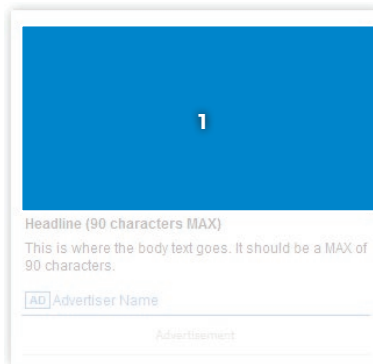 1
Headline (90 characters MAX)
This is where the body text goes. It should be a MAX of
90 characters.
AD Advertiser Name
Advertisement